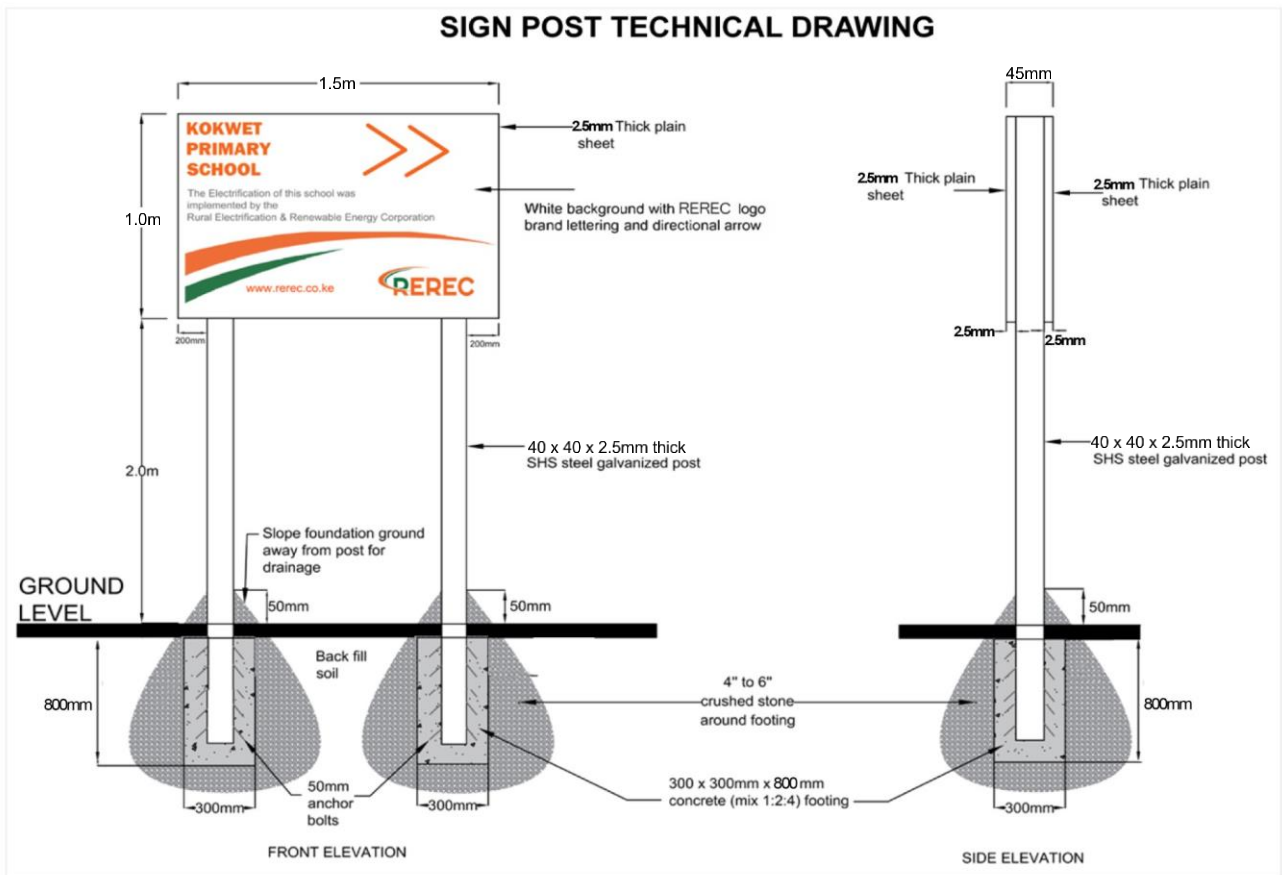 SIGN POST TECHNICAL DRAWING
1.5m
45mm
KOKWET
PRIMARY
SCHOOL
The Electrification of this school was
implemented by the
Rural Electrification & Renewable Energy Corporation
www.rerec.co.ke
REREC
2.5mm Thick plain
sheet
White background with REREC logo
brand lettering and directional arrow
1.0m
200mm
200mm
2.5mm Thick plain
sheet
2.5mm Thick plain
sheet
2.5mm
2.5mm
2.0m
40 x 40 x 2.5mm thick
SHS steel galvanized post
40 x 40 x 2.5mm thick
SHS steel galvanized post
Slope foundation ground
away from post for
drainage
GROUND
LEVEL
50mm
50mm
50mm
Back fill
soil
800mm
4" to 6"
crushed stone
around footing
800mm
50mm
anchor
bolts
300 x 300mm x 800mm
concrete (mix 1:2:4) footing
300mm
300mm
300mm
FRONT ELEVATION
SIDE ELEVATION